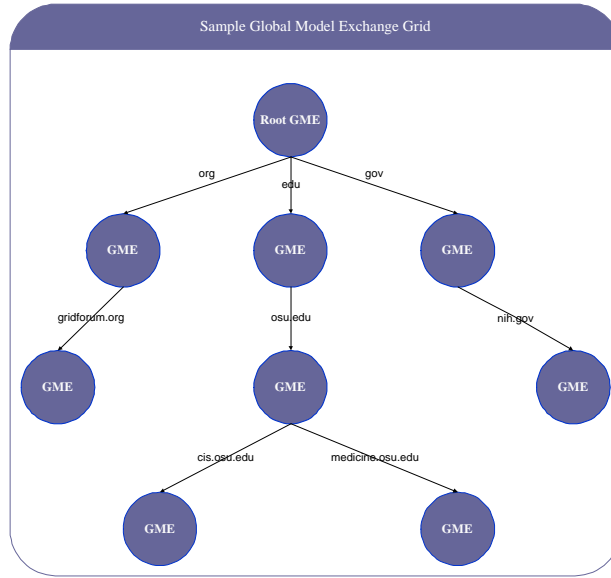 Sample Global Model Exchange Grid
Root GME
org
edu
gov
GME
GME
GME
gridforum.org
osu.edu
nih.gov
GME
GME
GME
cis.osu.edu
medicine.osu.edu
GME
GME